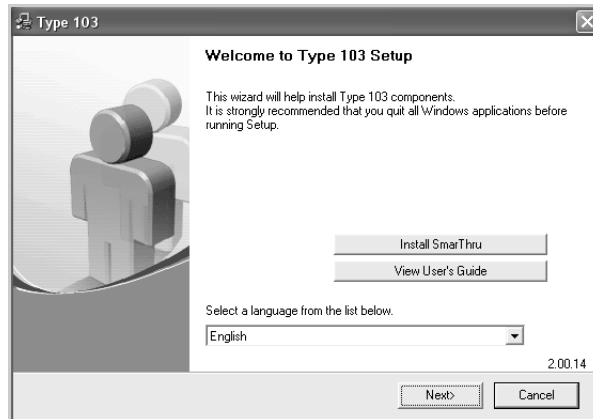 Type 103
Welcome to Type 103 Setup
This wizard will help install Type 103 components.
It is strongly recommended that you quit all Windows applications before
running Setup.
Install SmarThru
View User's Guide
Select a language from the list below.
English
2.00.14
Next>
Cancel